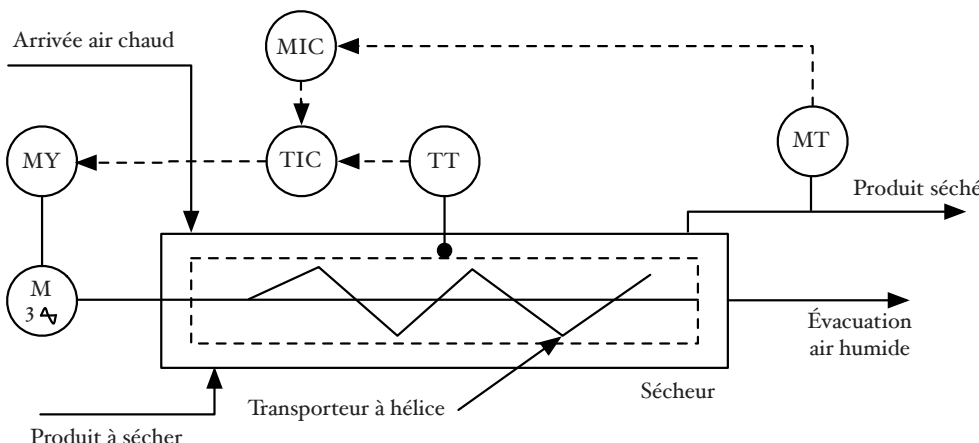 Arrivée air chaud
MIC
MY
TIC
TT
MT
Produit séché
M
3
Évacuation
air humide
Sécheur
Transporteur à hélice
Produit à sécher